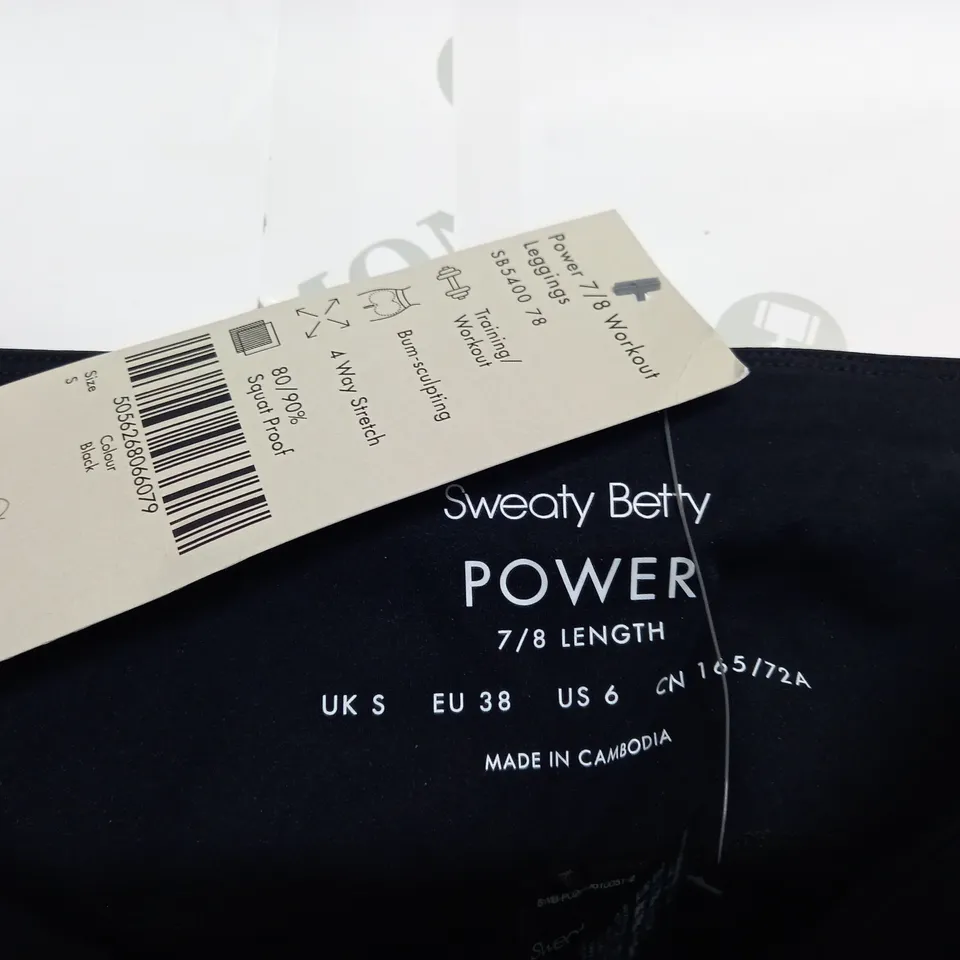 Power 7/8 Workout
Leggings
SB5400 78
Training/
Workout
Bum-sculpting
4 Way Stretch
80/90%
Squat Proof
5056268066079
Size
S
Colour
Black
Sweaty Betty
POWER
7/8 LENGTH
UK S EU 38 US 6 CN 165/72A
MADE IN CAMBODIA